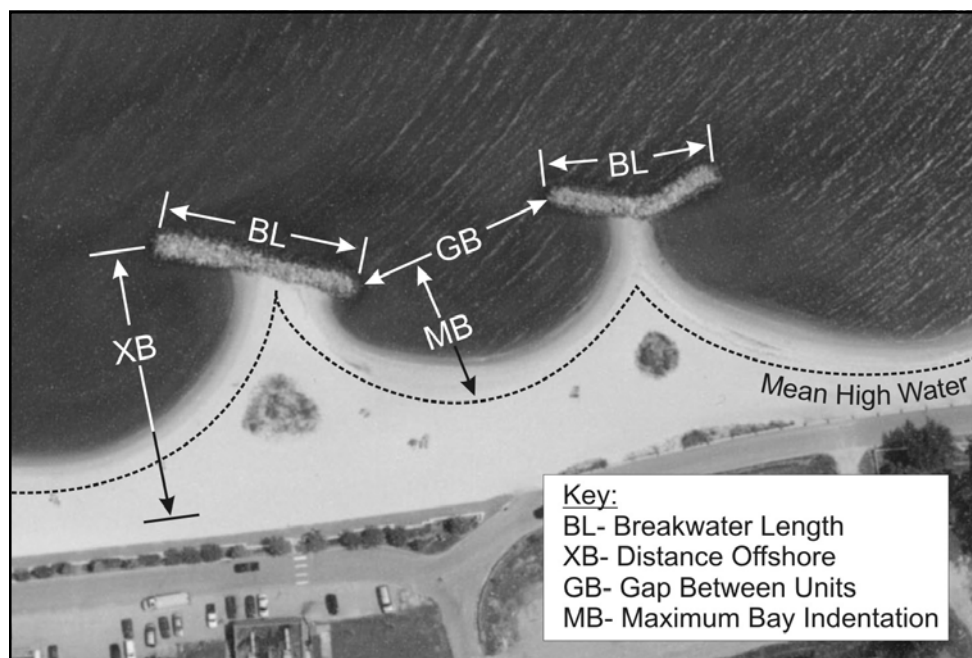 BL
BL
GB
XB
MB
Mean High Water
Key:
BL- Breakwater Length
XB- Distance Offshore
GB- Gap Between Units
MB- Maximum Bay Indentation